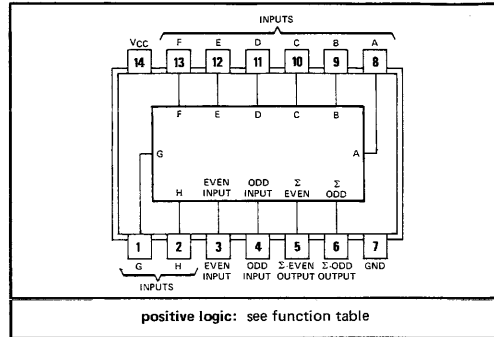 INPUTS
VCC F E D C B A
14 13 12 11 10 9 8
F E D C B
G A
EVEN ODD Σ Σ
H INPUT INPUT EVEN ODD
1 2 3 4 5 6 7
G H EVEN ODD Σ-EVEN Σ-ODD GND
INPUT INPUT OUTPUT OUTPUT
INPUTS
positive logic: see function table